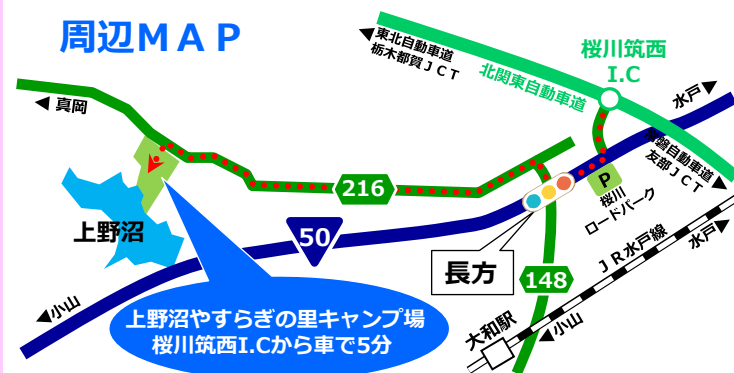 周辺ＭＡＰ
◀東北自動車道
栃木都賀ＪＣＴ
北関東自動車道
桜川筑西
I.C
水戸▶
常磐自動車道
友部ＪＣＴ▶
◀ 真岡
216
P
桜川
ロードパーク
上野沼
50
長方
148
ＪＲ水戸線
水戸▶
大和駅
◀小山
◀小山
上野沼やすらぎの里キャンプ場
桜川筑西I.Cから車で5分